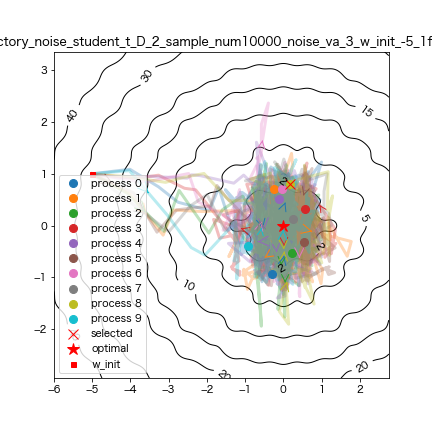 ctory_noise_student_t_D_2_sample_num10000_noise_va_3_w_init_-5_1f
3
2
1
0
−1
−2
−6 −5 −4 −3 −2 −1 0 1 2
40
30
15
5
10
20
20
2
2
2
process 0
process 1
process 2
process 3
process 4
process 5
process 6
process 7
process 8
process 9
selected
optimal
w_init